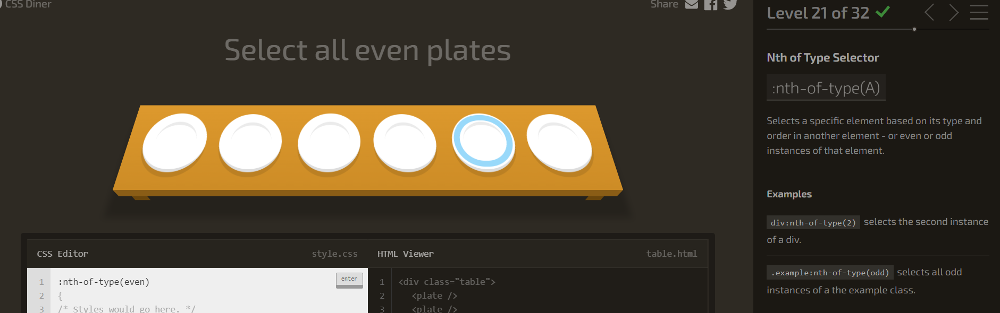 CSS Diner
Share
Select all even plates
CSS Editor
style.css
1 :nth-of-type(even)
enter
2 {
3 /* Styles would go here. */
HTML Viewer
table.html
1 <div class="table">
2 <plate />
3 <plate />
Level 21 of 32
Nth of Type Selector
:nth-of-type(A)
Selects a specific element based on its type and
order in another element - or even or odd
instances of that element.
Examples
div:nth-of-type(2) selects the second instance
of a div.
.example:nth-of-type(odd) selects all odd
instances of a the example class.